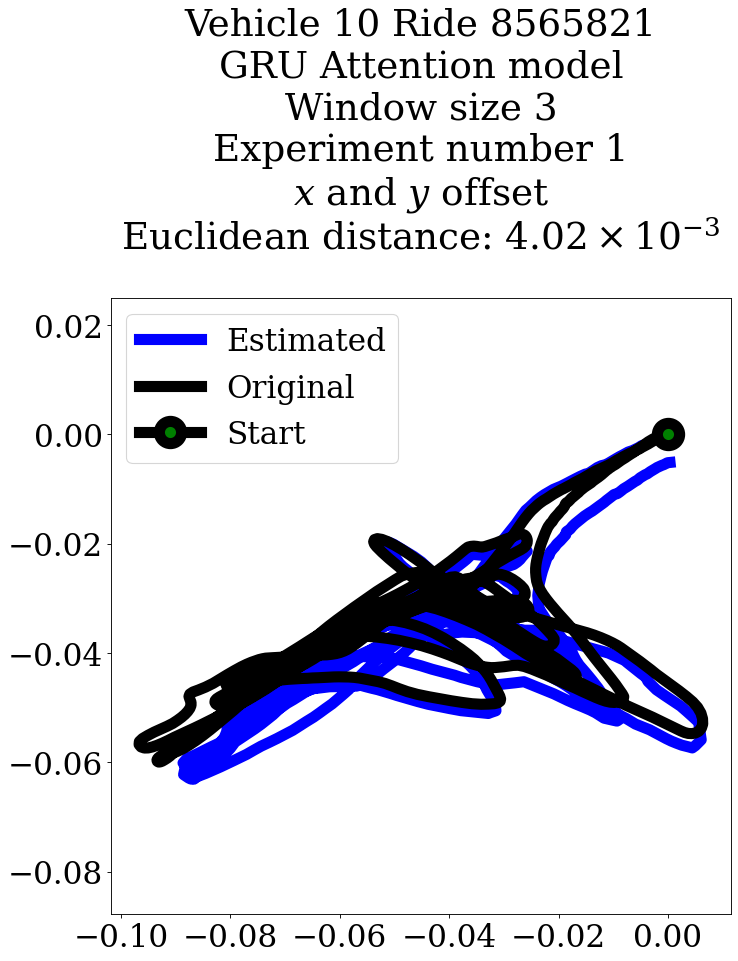 Vehicle 10 Ride 8565821
GRU Attention model
Window size 3
Experiment number 1
x and y offset
Euclidean distance: 4.02 × 10⁻³
Estimated
Original
Start
0.02
0.00
−0.02
−0.04
−0.06
−0.08
−0.10 −0.08 −0.06 −0.04 −0.02 0.00